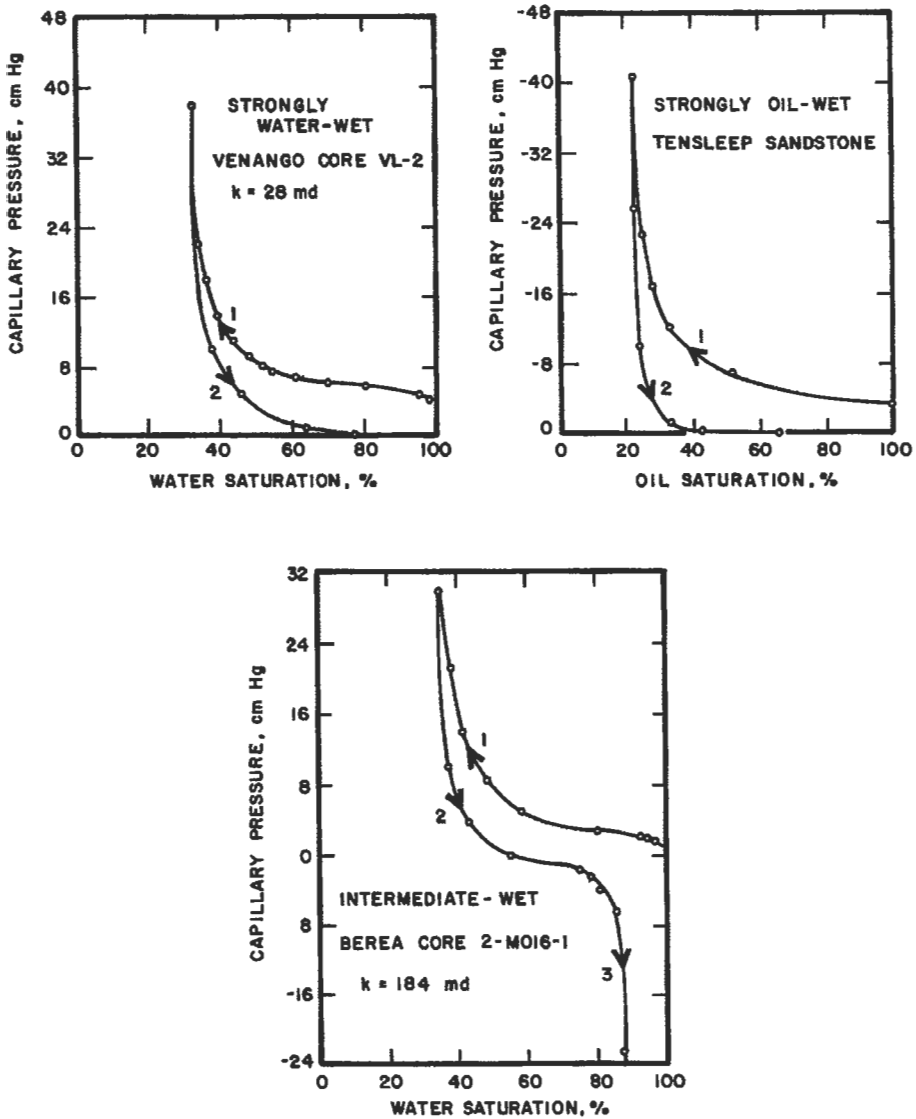 48
40
32
24
16
8
0
CAPILLARY PRESSURE, cm Hg
STRONGLY
WATER-WET
VENANGO CORE VL-2
k = 28 md
1
2
0 20 40 60 80 100
WATER SATURATION, %
-48
-40
-32
-24
-16
-8
0
CAPILLARY PRESSURE, cm Hg
STRONGLY OIL-WET
TENSLEEP SANDSTONE
1
2
0 20 40 60 80 100
OIL SATURATION, %
32
24
16
8
0
8
-16
-24
CAPILLARY PRESSURE, cm Hg
1
2
INTERMEDIATE-WET
BEREA CORE 2-MO16-1
k = 184 md
3
0 20 40 60 80 100
WATER SATURATION, %